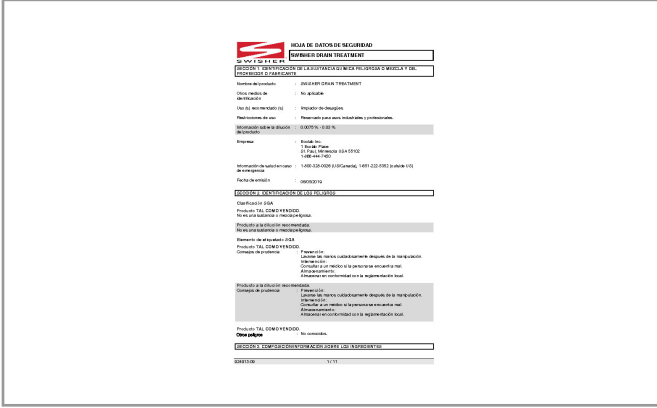 SWISHER
HOJA DE DATOS DE SEGURIDAD
SWISHER DRAIN TREATMENT
SECCIÓN 1. IDENTIFICACIÓN DE LA SUSTANCIA QUÍMICA PELIGROSA O MEZCLA Y DEL
PROVEEDOR O FABRICANTE
Nombre del producto : SWISHER DRAIN TREATMENT
Otros medios de : No aplicable
identificación
Uso(s) recomendado(s) : limpiador de desagües
Restricciones de uso : Reservado para usos industriales y profesionales.
Información sobre la dilución : 0.0075 % - 0.03 %
del producto
Empresa : Ecolab Inc.
1 Ecolab Place
St. Paul, Minnesota USA 55102
1-866-444-7450
Información de salud en caso : 1-800-328-0026 (US/Canada), 1-651-222-5352 (outside US)
de emergencia
Fecha de emisión : 
SECCIÓN 2. IDENTIFICACIÓN DE LOS PELIGROS
Clasificación SGA
Producto TAL COMO VENDIDO.
No es una sustancia o mezcla peligrosa.
Producto a la dilución recomendada.
No es una sustancia o mezcla peligrosa.
Elemento de etiquetado SGA
Producto TAL COMO VENDIDO.
Consejos de prudencia : Prevención:
Lavarse las manos cuidadosamente después de la manipulación.
Intervención:
Consultar a un médico si la persona se encuentra mal.
Almacenamiento:
Almacenar en conformidad con la reglamentación local.
Producto a la dilución recomendada.
Consejos de prudencia : Prevención:
Lavarse las manos cuidadosamente después de la manipulación.
Intervención:
Consultar a un médico si la persona se encuentra mal.
Almacenamiento:
Almacenar en conformidad con la reglamentación local.
Producto TAL COMO VENDIDO.
Otros peligros : No conocidos.
SECCIÓN 3. COMPOSICIÓN/INFORMACIÓN SOBRE LOS INGREDIENTES
1 / 11